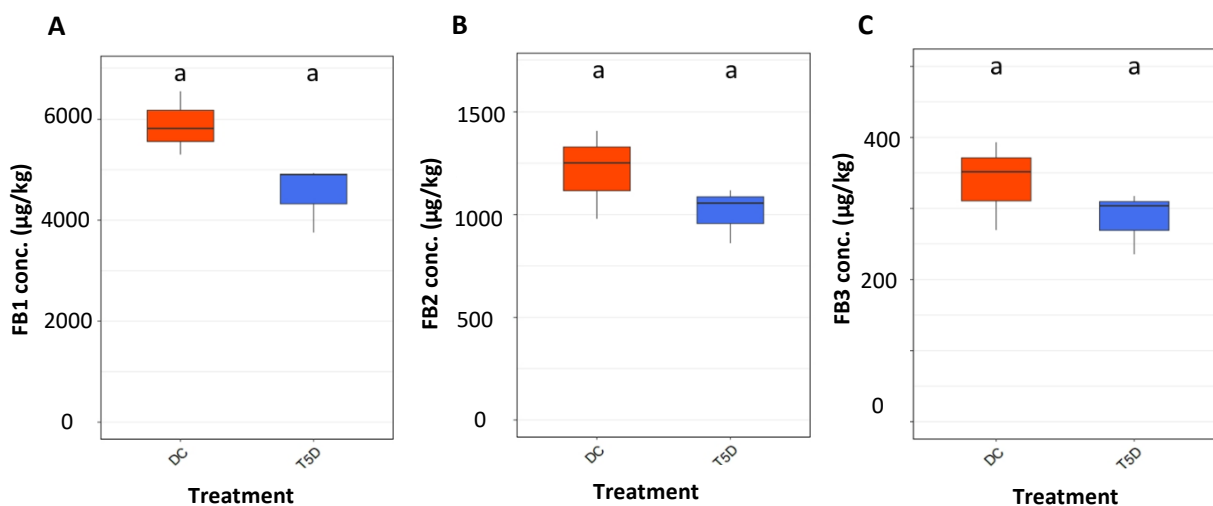 A
FB1 conc. (µg/kg)
6000
4000
2000
0
a a
DC T5D
Treatment
B
FB2 conc. (µg/kg)
1500
1000
500
0
a a
DC T5D
Treatment
C
FB3 conc. (µg/kg)
400
200
0
a a
DC T5D
Treatment